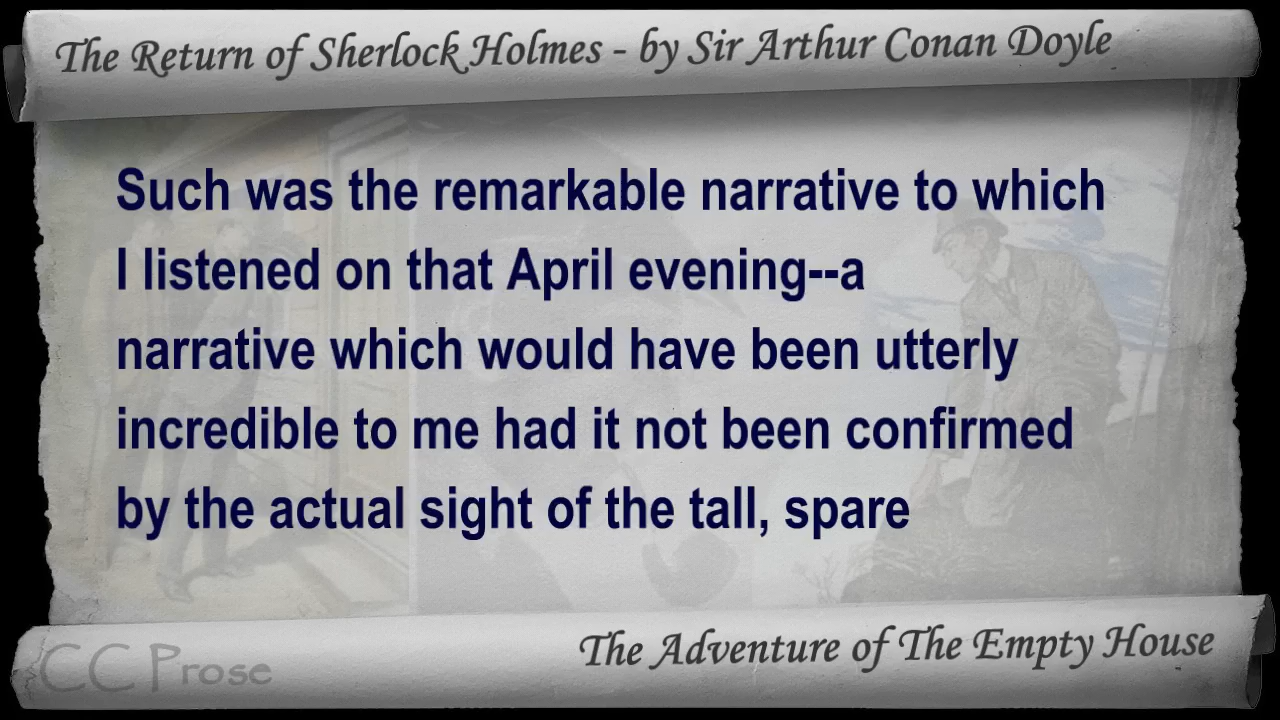 The Return of Sherlock Holmes - by Sir Arthur Conan Doyle
Such was the remarkable narrative to which
I listened on that April evening--a
narrative which would have been utterly
incredible to me had it not been confirmed
by the actual sight of the tall, spare
The Adventure of The Empty House
CC Prose